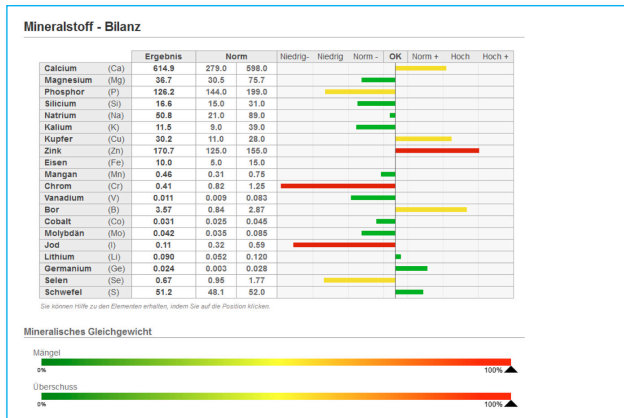 Mineralstoff - Bilanz
Ergebnis Norm Niedrig- Niedrig Norm - OK Norm + Hoch Hoch +
Calcium (Ca) 614.9 279.0 598.0
Magnesium (Mg) 36.7 30.5 75.7
Phosphor (P) 126.2 144.0 199.0
Silicium (Si) 16.6 15.0 31.0
Natrium (Na) 50.8 21.0 89.0
Kalium (K) 11.5 9.0 39.0
Kupfer (Cu) 30.2 11.0 28.0
Zink (Zn) 170.7 125.0 155.0
Eisen (Fe) 10.0 5.0 15.0
Mangan (Mn) 0.46 0.31 0.75
Chrom (Cr) 0.41 0.82 1.25
Vanadium (V) 0.011 0.009 0.083
Bor (B) 3.57 0.84 2.87
Cobalt (Co) 0.031 0.025 0.045
Molybdän (Mo) 0.042 0.035 0.085
Jod (I) 0.11 0.32 0.59
Lithium (Li) 0.090 0.052 0.120
Germanium (Ge) 0.024 0.003 0.028
Selen (Se) 0.67 0.95 1.77
Schwefel (S) 51.2 48.1 52.0
Sie können Hilfe zu den Elementen erhalten, indem Sie auf die Position klicken.
Mineralisches Gleichgewicht
Mängel
0% 100%
Überschuss
0% 100%